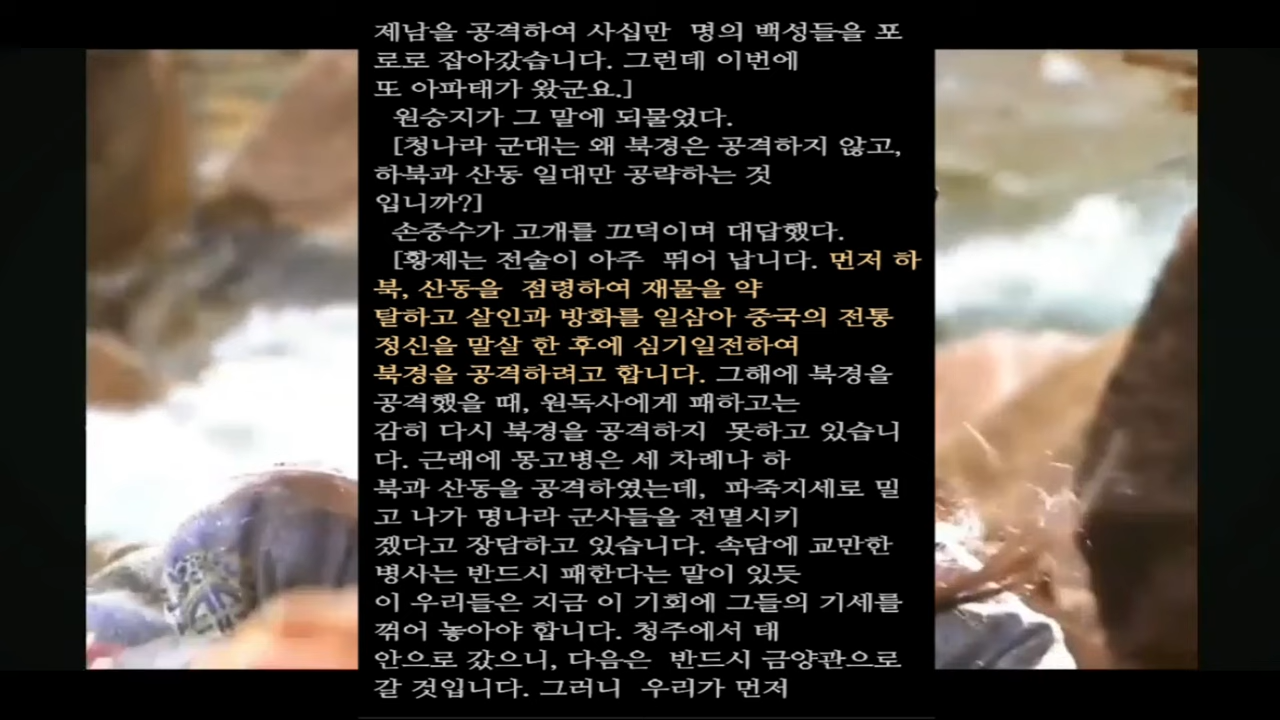 제남을 공격하여 사십만  명의 백성들을 포
로로 잡아갔습니다. 그런데 이번에
또 아파태가 왔군요.]
원승지가 그 말에 되물었다.
[청나라 군대는 왜 북경은 공격하지 않고,
하북과 산동 일대만 공략하는 것
입니까?]
손중수가 고개를 끄덕이며 대답했다.
[황제는 전술이 아주  뛰어 납니다. 먼저 하
북, 산동을  점령하여 재물을 약
탈하고 살인과 방화를 일삼아 중국의 전통
정신을 말살 한 후에 심기일전하여
북경을 공격하려고 합니다. 그해에 북경을
공격했을 때, 원독사에게 패하고는
감히 다시 북경을 공격하지  못하고 있습니
다. 근래에 몽고병은 세 차례나 하
북과 산동을 공격하였는데,  파죽지세로 밀
고 나가 명나라 군사들을 전멸시키
겠다고 장담하고 있습니다. 속담에 교만한
병사는 반드시 패한다는 말이 있듯
이 우리들은 지금 이 기회에 그들의 기세를
꺾어 놓아야 합니다. 청주에서 태
안으로 갔으니, 다음은  반드시 금양관으로
갈 것입니다. 그러니  우리가 먼저